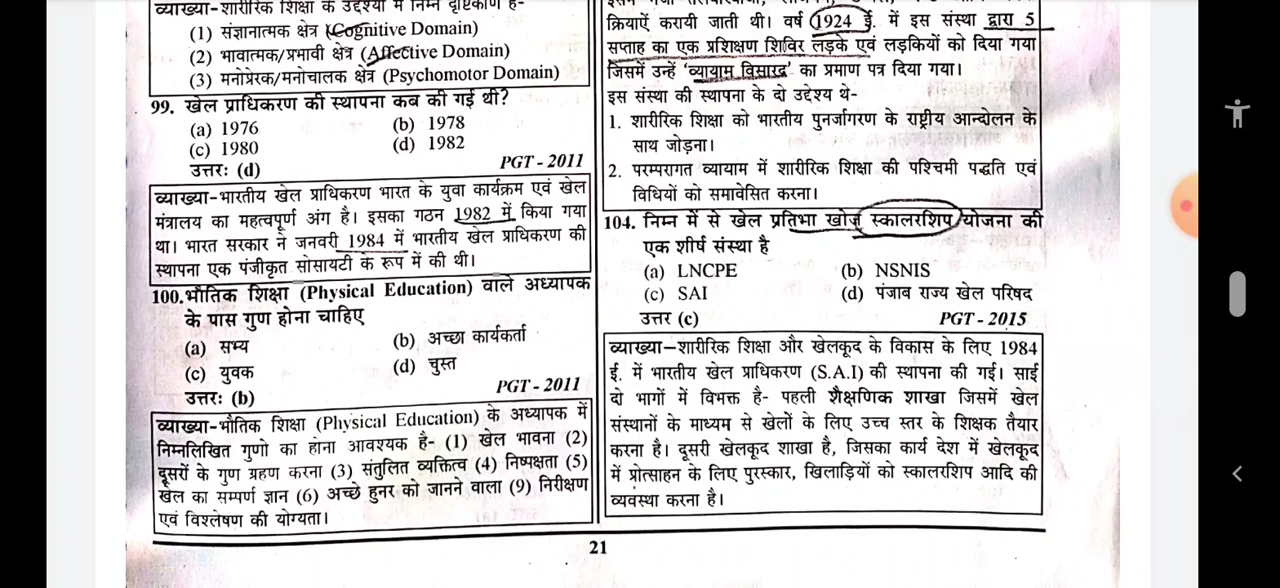 व्याख्या-शारीरिक शिक्षा के उद्देश्यों में निम्न दृष्टिकोण है-
(1) संज्ञानात्मक क्षेत्र (Cognitive Domain)
(2) भावात्मक/प्रभावी क्षेत्र (Affective Domain)
(3) मनोप्रेरक/मनोचालक क्षेत्र (Psychomotor Domain)
99. खेल प्राधिकरण की स्थापना कब की गई थी?
(a) 1976 (b) 1978
(c) 1980 (d) 1982
उत्तरः (d) PGT - 2011
व्याख्या-भारतीय खेल प्राधिकरण भारत के युवा कार्यक्रम एवं खेल
मंत्रालय का महत्वपूर्ण अंग है। इसका गठन 1982 में किया गया
था। भारत सरकार ने जनवरी 1984 में भारतीय खेल प्राधिकरण की
स्थापना एक पंजीकृत सोसायटी के रूप में की थी।
100. भौतिक शिक्षा (Physical Education) वाले अध्यापक
के पास गुण होना चाहिए
(a) सभ्य (b) अच्छा कार्यकर्ता
(c) युवक (d) चुस्त
उत्तरः (b) PGT - 2011
व्याख्या-भौतिक शिक्षा (Physical Education) के अध्यापक में
निम्नलिखित गुणो का होना आवश्यक है- (1) खेल भावना (2)
दूसरों के गुण ग्रहण करना (3) संतुलित व्यक्तित्व (4) निष्पक्षता (5)
खेल का सम्पर्ण ज्ञान (6) अच्छे हुनर को जानने वाला (9) निरीक्षण
एवं विश्लेषण की योग्यता।
क्रियाऐं करायी जाती थी। वर्ष 1924 ई. में इस संस्था द्वारा 5
सप्ताह का एक प्रशिक्षण शिविर लड़के एवं लड़कियों को दिया गया
जिसमें उन्हें 'व्यायाम विसारद' का प्रमाण पत्र दिया गया।
इस संस्था की स्थापना के दो उद्देश्य थे-
1. शारीरिक शिक्षा को भारतीय पुनर्जागरण के राष्ट्रीय आन्दोलन के
साथ जोड़ना।
2. परम्परागत व्यायाम में शारीरिक शिक्षा की पश्चिमी पद्धति एवं
विधियों को समावेसित करना।
104. निम्न में से खेल प्रतिभा खोज स्कालरशिप योजना की
एक शीर्ष संस्था है
(a) LNCPE (b) NSNIS
(c) SAI (d) पंजाब राज्य खेल परिषद
उत्तर (c) PGT - 2015
व्याख्या–शारीरिक शिक्षा और खेलकूद के विकास के लिए 1984
ई. में भारतीय खेल प्राधिकरण (S.A.I) की स्थापना की गई। साई
दो भागों में विभक्त है- पहली शैक्षणिक शाखा जिसमें खेल
संस्थानों के माध्यम से खेलों के लिए उच्च स्तर के शिक्षक तैयार
करना है। दूसरी खेलकूद शाखा है, जिसका कार्य देश में खेलकूद
में प्रोत्साहन के लिए पुरस्कार, खिलाड़ियों को स्कालरशिप आदि की
व्यवस्था करना है।
21